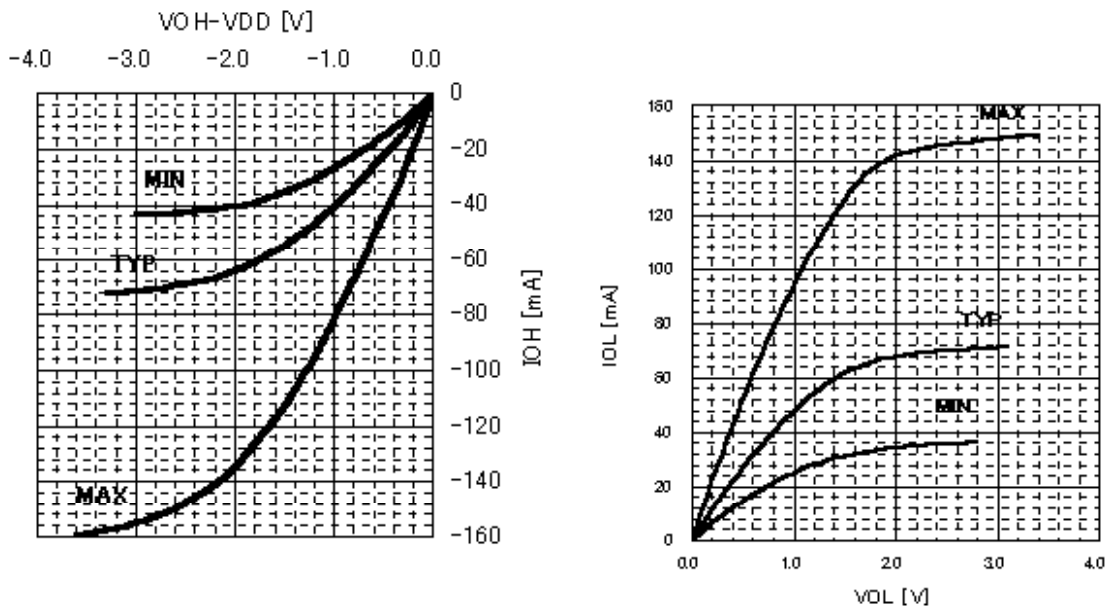 VOH-VDD [V]
-4.0 -3.0 -2.0 -1.0 0.0
0
-20
-40
-60
-80
-100
-120
-140
-160
IOH [mA]
MIN
TYP
MAX
160
140
120
100
80
60
40
20
0
IOL [mA]
MAX
TYP
MIN
0.0 1.0 2.0 3.0 4.0
VOL [V]